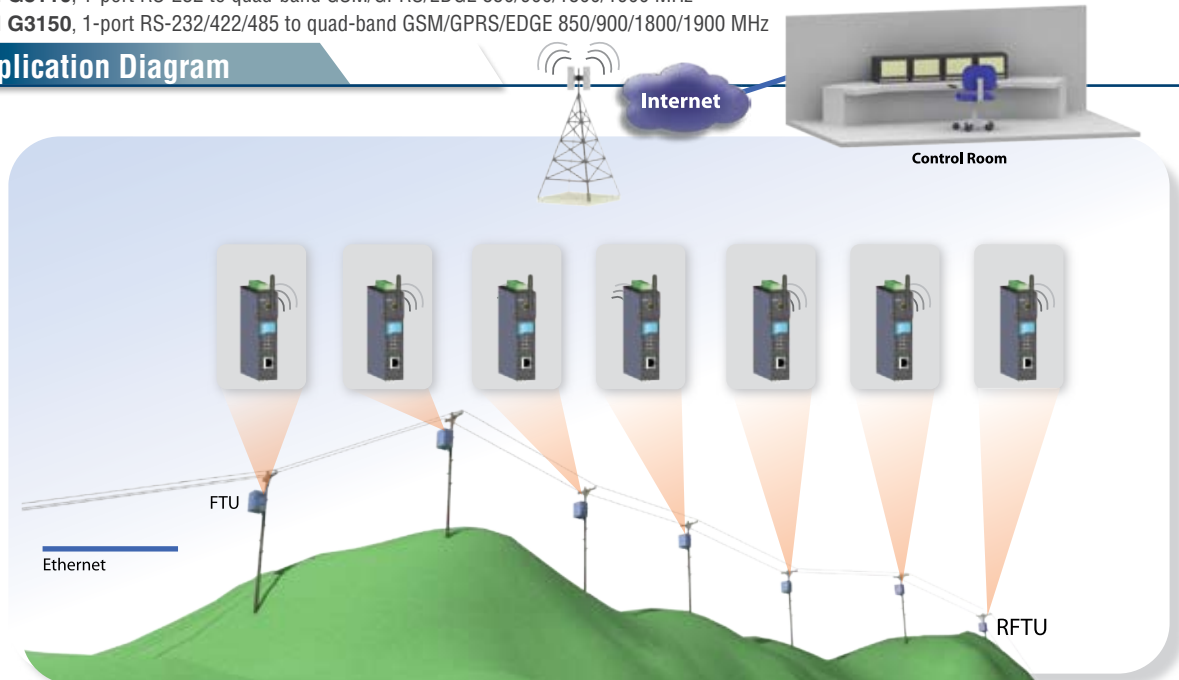 G3150, 1-port RS-232/422/485 to quad-band GSM/GPRS/EDGE 850/900/1800/1900 MHz
plication Diagram
Internet
Control Room
FTU
Ethernet
RFTU